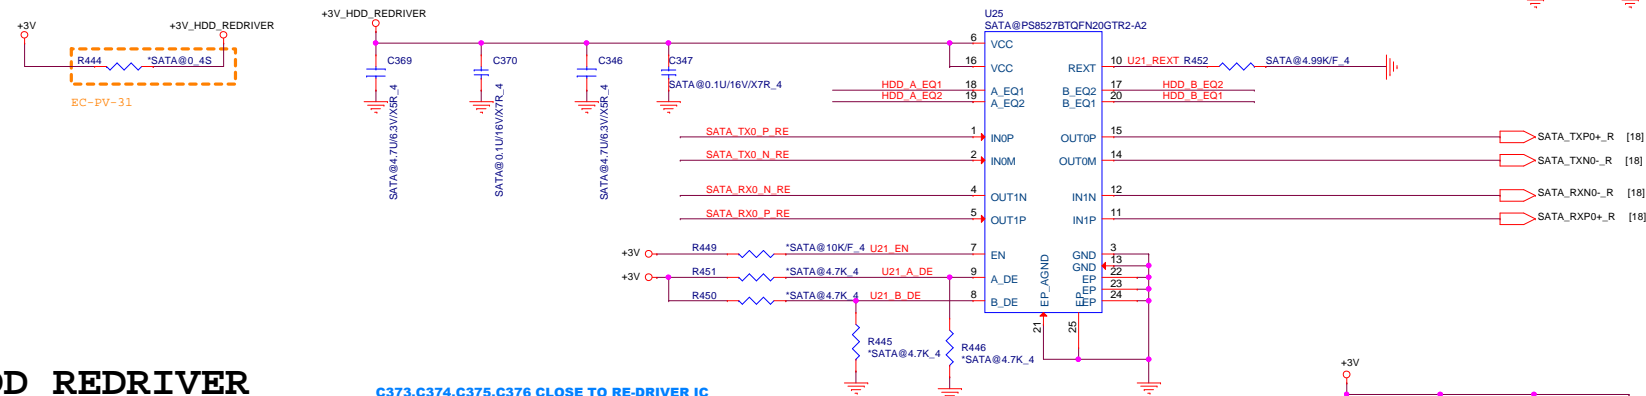 +3V
+3V_HDD_REDRIVER
R444
*SATA@0_4S
EC-PV-31
+3V_HDD_REDRIVER
C369
SATA@4.7U/6.3V/X5R_4
C370
SATA@0.1U/16V/X7R_4
C346
SATA@4.7U/6.3V/X5R_4
C347
SATA@0.1U/16V/X7R_4
U25
SATA@PS8527BTQFN20GTR2-A2
6 VCC
16 VCC
REXT 10 U21_REXT R452 SATA@4.99K/F_4
HDD_A_EQ1 18 A_EQ1
HDD_A_EQ2 19 A_EQ2
B_EQ2 17 HDD_B_EQ2
B_EQ1 20 HDD_B_EQ1
SATA_TX0_P_RE 1 IN0P
OUT0P 15 SATA_TXP0+_R [18]
SATA_TX0_N_RE 2 IN0M
OUT0M 14 SATA_TXN0-_R [18]
SATA_RX0_N_RE 4 OUT1N
IN1N 12 SATA_RXN0-_R [18]
SATA_RX0_P_RE 5 OUT1P
IN1P 11 SATA_RXP0+_R [18]
+3V R449 *SATA@10K/F_4 U21_EN 7 EN
+3V R451 *SATA@4.7K_4 U21_A_DE 9 A_DE
R450 *SATA@4.7K_4 U21_B_DE 8 B_DE
GND 3
GND 13
EP 22
EP 23
EP 24
EP_AGND
21
EP
25
R445
*SATA@4.7K_4
R446
*SATA@4.7K_4
+3V
DD REDRIVER
C373,C374,C375,C376 CLOSE TO RE-DRIVER IC